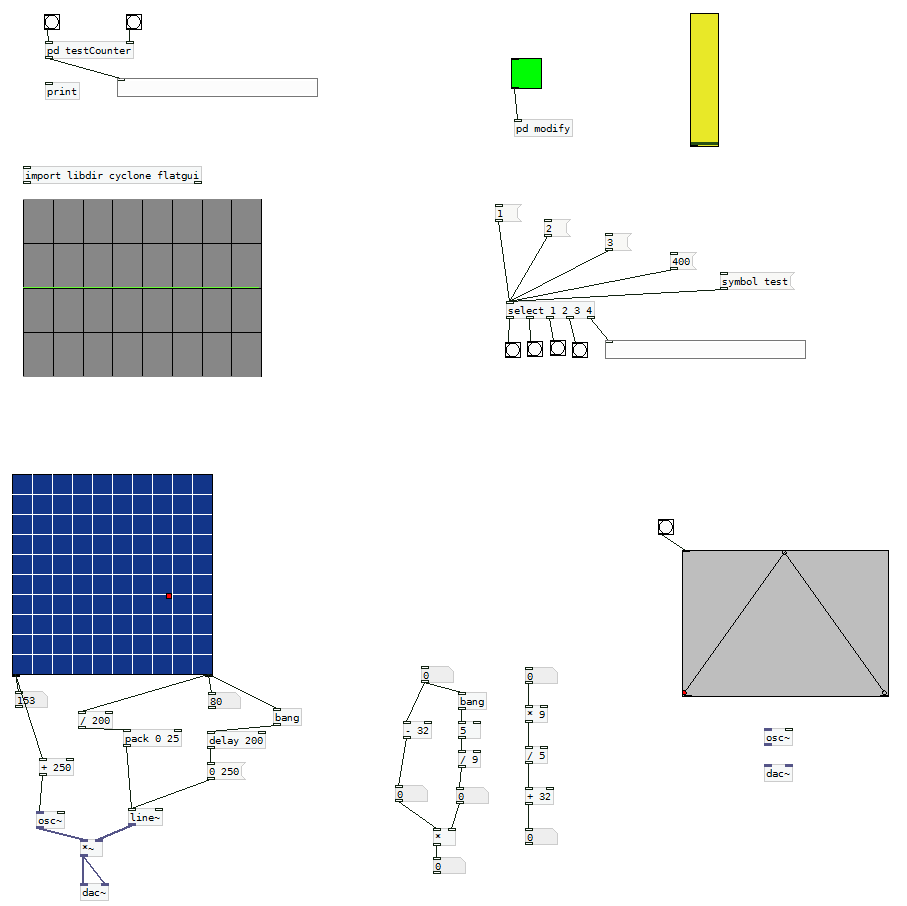 pd testCounter
print
pd modify
import libdir cyclone flatgui
1
2
3
400
symbol test
select 1 2 3 4
153
80
/ 200
bang
pack 0 25
delay 200
+ 250
0 250
osc~
line~
*~
dac~
0
bang
- 32
5
/ 9
0
0
*
0
0
* 9
/ 5
+ 32
0
osc~
dac~